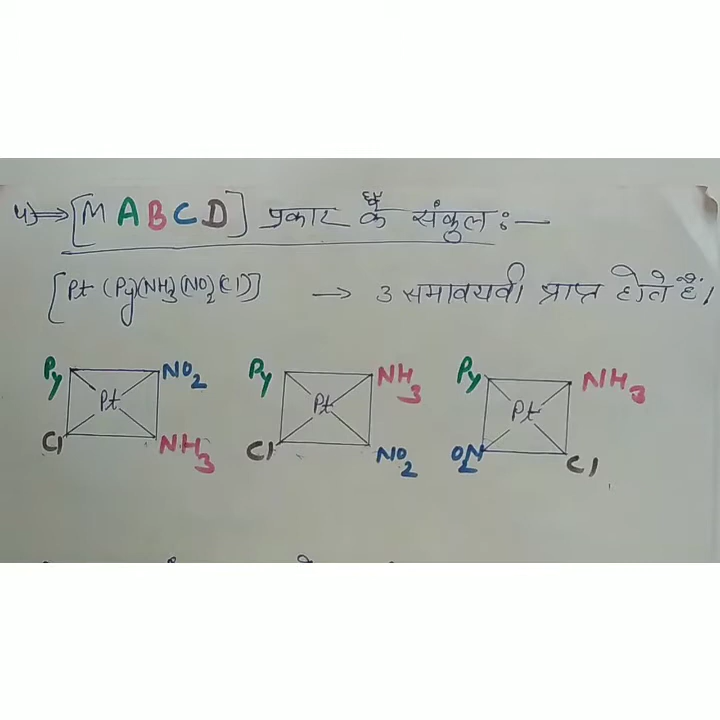 4) ⇒ [M A B C D] प्रकार के संकुल :—
[Pt (Py)(NH3)(NO2)(Cl)] → 3 समावयवी प्राप्त होते हैं।
Py NO2 Py NH3 Py NH3
Pt Pt Pt
Cl NH3 Cl NO2 O2N Cl